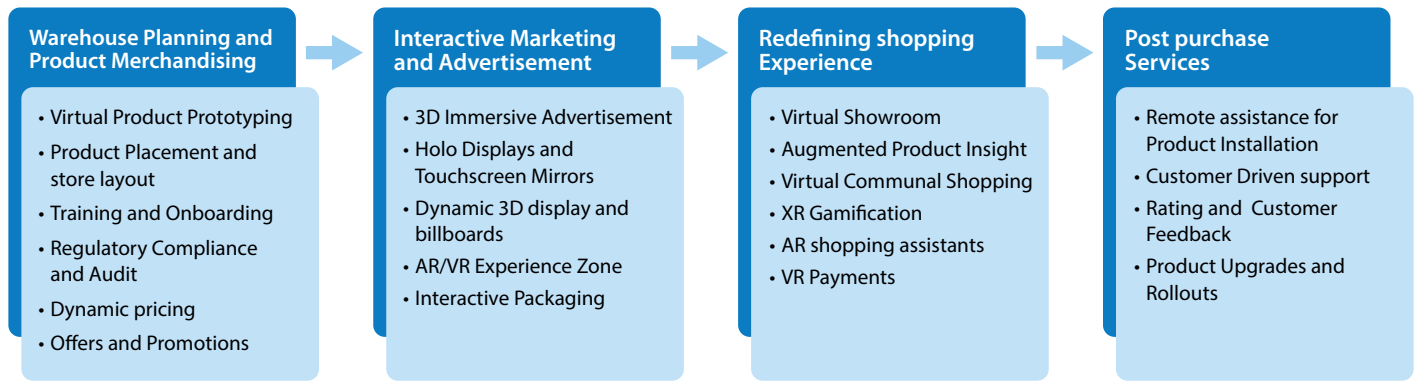 Warehouse Planning and
Product Merchandising
• Virtual Product Prototyping
• Product Placement and
store layout
• Training and Onboarding
• Regulatory Compliance
and Audit
• Dynamic pricing
• Offers and Promotions
Interactive Marketing
and Advertisement
• 3D Immersive Advertisement
• Holo Displays and
Touchscreen Mirrors
• Dynamic 3D display and
billboards
• AR/VR Experience Zone
• Interactive Packaging
Redefining shopping
Experience
• Virtual Showroom
• Augmented Product Insight
• Virtual Communal Shopping
• XR Gamification
• AR shopping assistants
• VR Payments
Post purchase
Services
• Remote assistance for
Product Installation
• Customer Driven support
• Rating and  Customer
Feedback
• Product Upgrades and
Rollouts